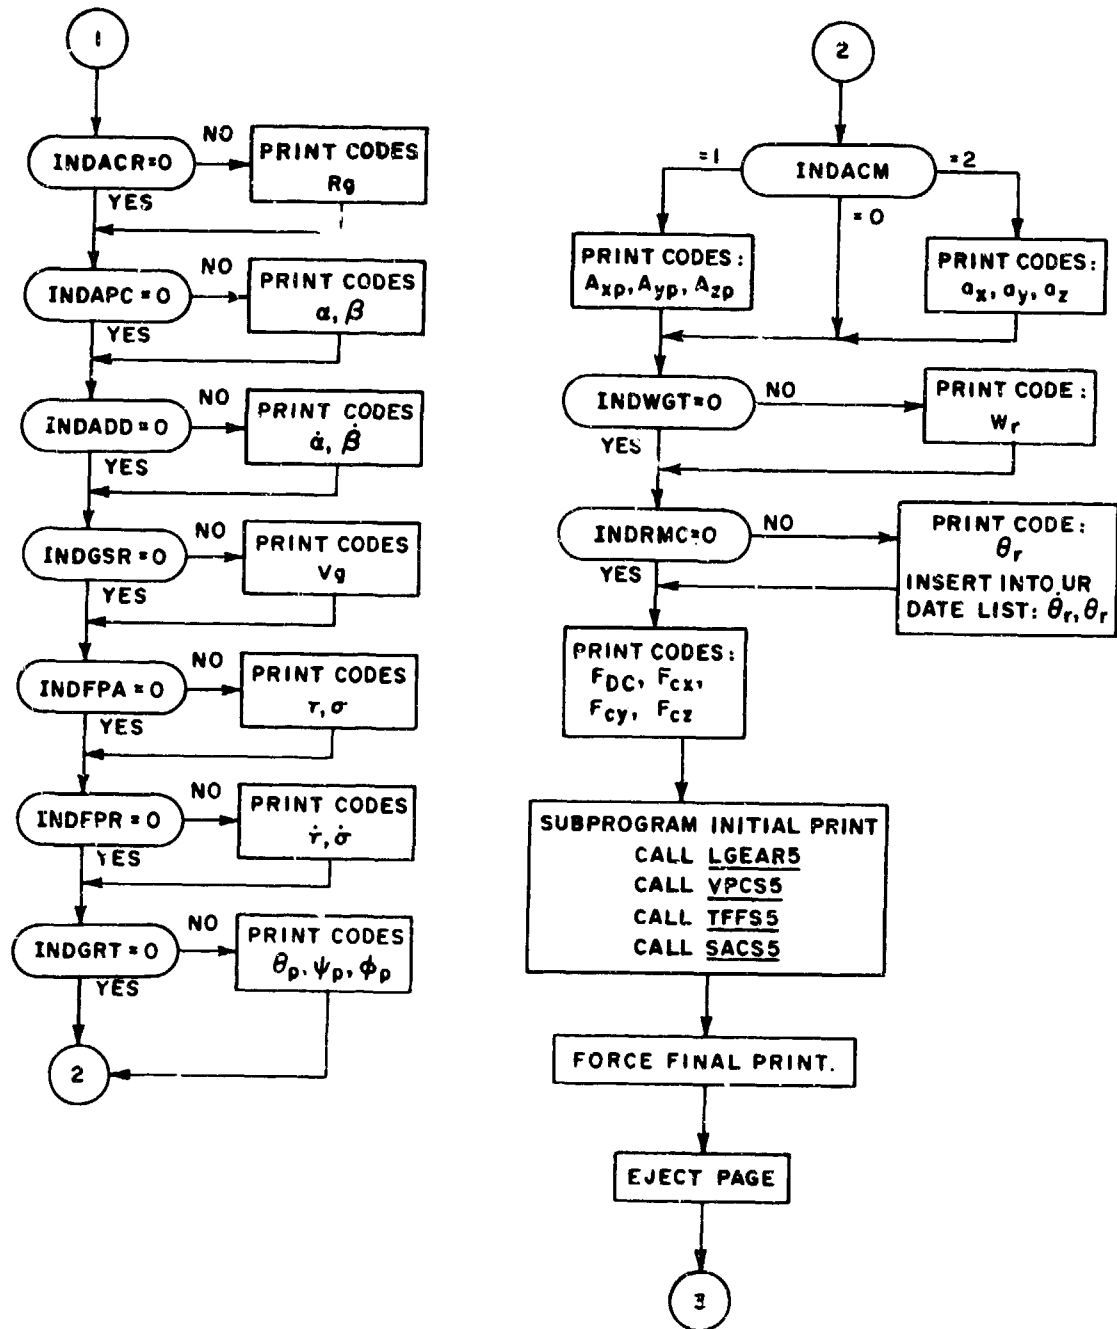 1
INDACR=0
NO
PRINT CODES
Rg
YES
INDAPC=0
NO
PRINT CODES
α, β
YES
INDADD=0
NO
PRINT CODES
α̇, β̇
YES
INDGSR=0
NO
PRINT CODES
Vg
YES
INDFPA=0
NO
PRINT CODES
τ, σ
YES
INDFPR=0
NO
PRINT CODES
τ̇, σ̇
YES
INDGRT=0
NO
PRINT CODES
θp, ψp, ϕp
YES
2
2
INDACM
=1
=2
=0
PRINT CODES:
Axp, Ayp, Azp
PRINT CODES:
ax, ay, az
INDWGT=0
NO
PRINT CODE:
Wr
YES
INDRMC=0
NO
PRINT CODE:
θr
INSERT INTO UR
DATE LIST: θ̇r, θr
YES
PRINT CODES:
FDC, Fcx,
Fcy, Fcz
SUBPROGRAM INITIAL PRINT
CALL LGEAR5
CALL VPCS5
CALL TFFS5
CALL SACS5
FORCE FINAL PRINT.
EJECT PAGE
3